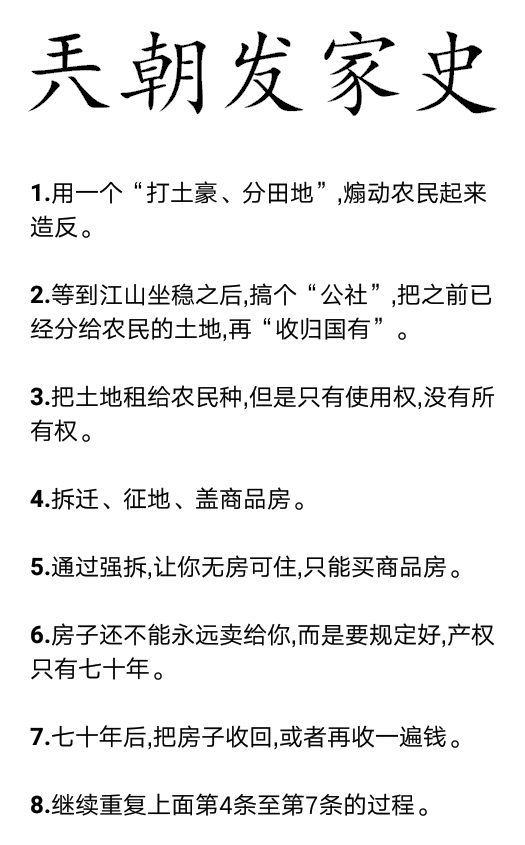 兲朝发家史
1.用一个“打土豪、分田地”,煽动农民起来
造反。
2.等到江山坐稳之后,搞个“公社”,把之前已
经分给农民的土地,再“收归国有”。
3.把土地租给农民种,但是只有使用权,没有所
有权。
4.拆迁、征地、盖商品房。
5.通过强拆,让你无房可住,只能买商品房。
6.房子还不能永远卖给你,而是要规定好,产权
只有七十年。
7.七十年后,把房子收回,或者再收一遍钱。
8.继续重复上面第4条至第7条的过程。